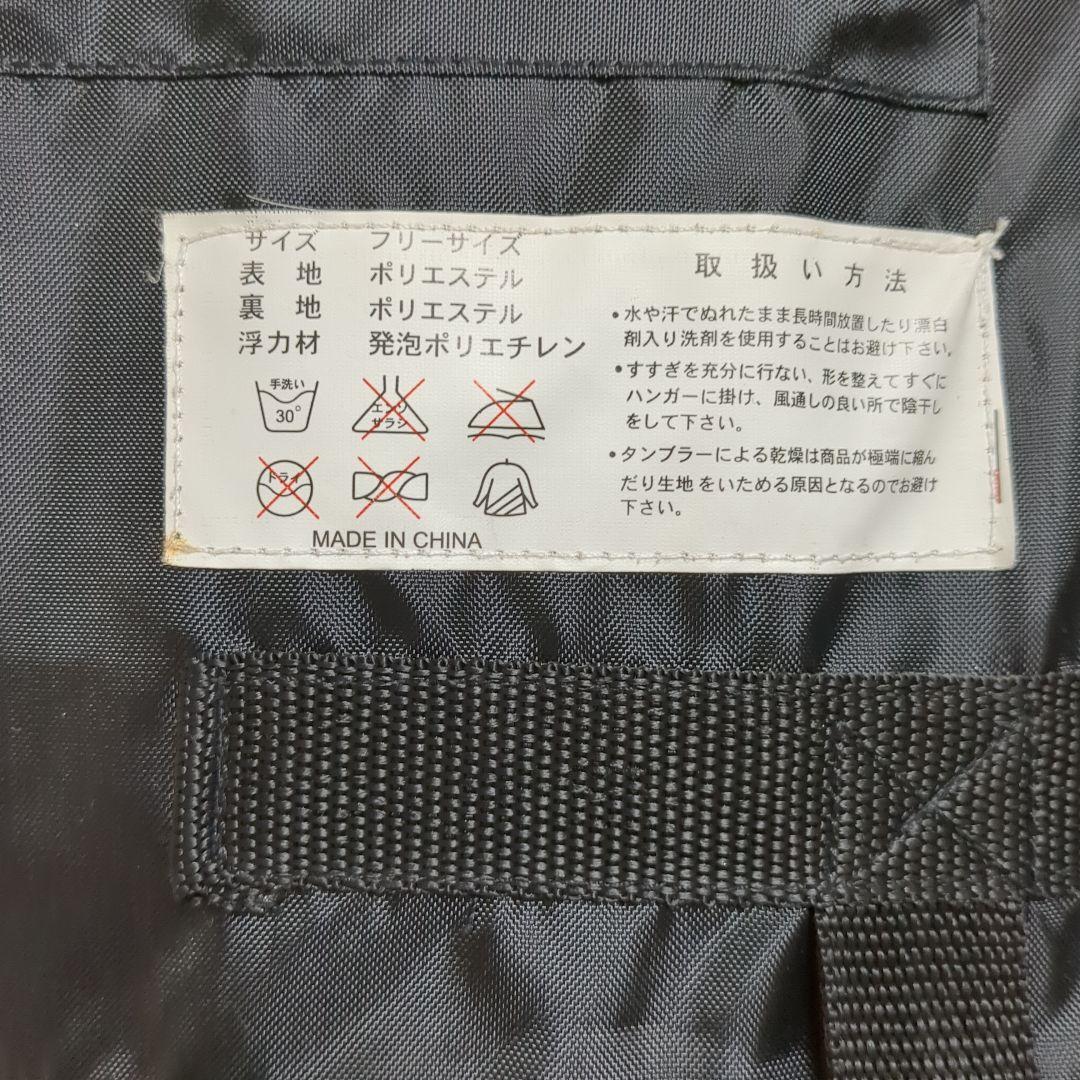 サイズ フリーサイズ
表 地 ポリエステル
裏 地 ポリエステル
浮力材 発泡ポリエチレン
手洗い
30°
エンソ
サラシ
ドライ
MADE IN CHINA
取扱い方法
•水や汗でぬれたまま長時間放置したり漂白
剤入り洗剤を使用することはお避け下さい。
•すすぎを充分に行ない、形を整えてすぐに
ハンガーに掛け、風通しの良い所で陰干し
をして下さい。
•タンブラーによる乾燥は商品が極端に縮ん
だり生地をいためる原因となるのでお避け
下さい。